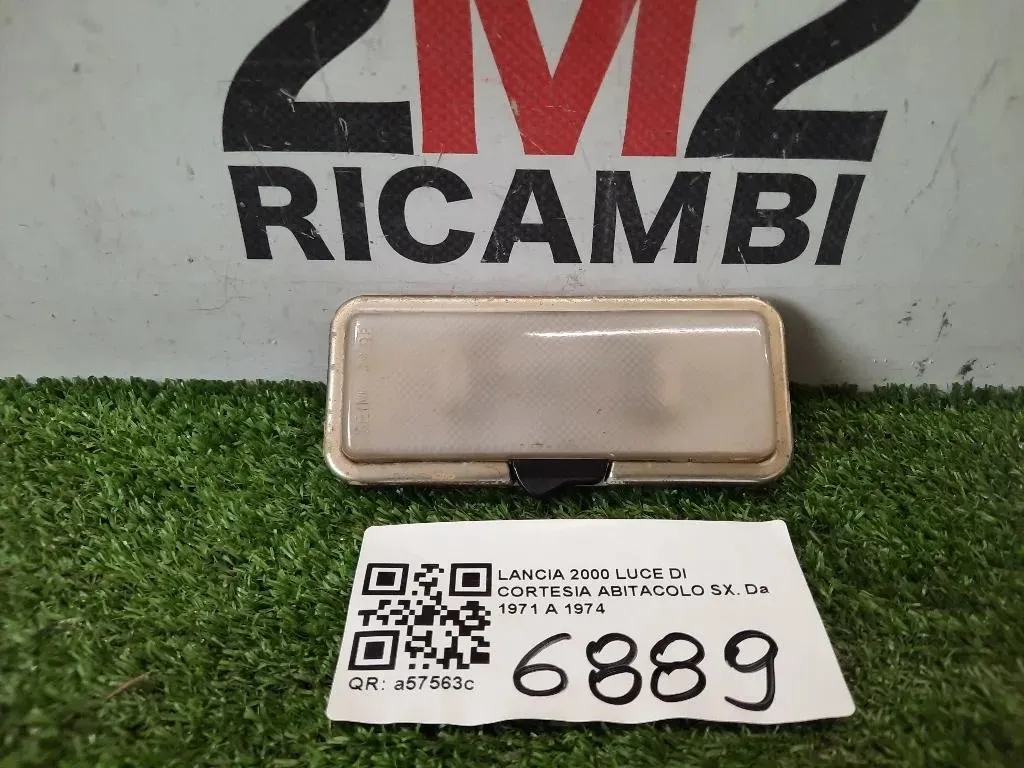 2M2
RICAMBI
LANCIA 2000 LUCE DI
CORTESIA ABITACOLO SX. Da
1971 A 1974
QR: a57563c
6889